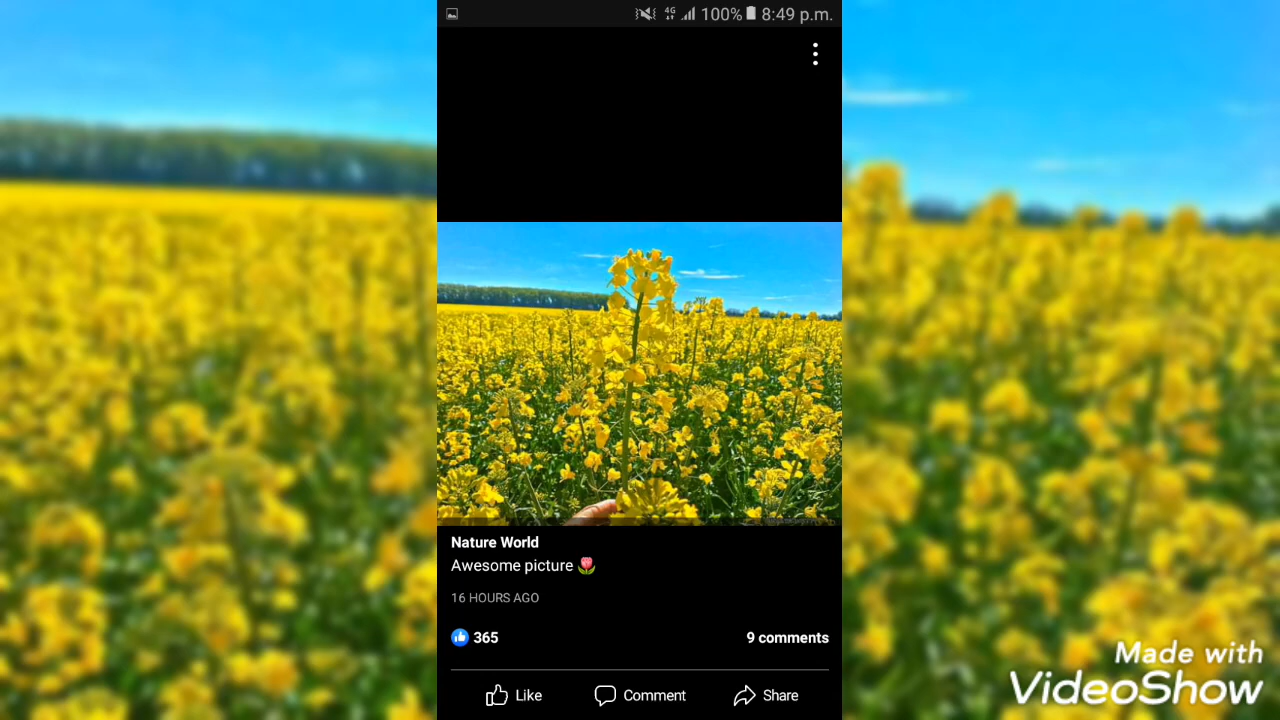 4G 100% 8:49 p.m.
Nature World
Awesome picture 🌷
16 HOURS AGO
365
9 comments
Like Comment Share
Made with
VideoShow